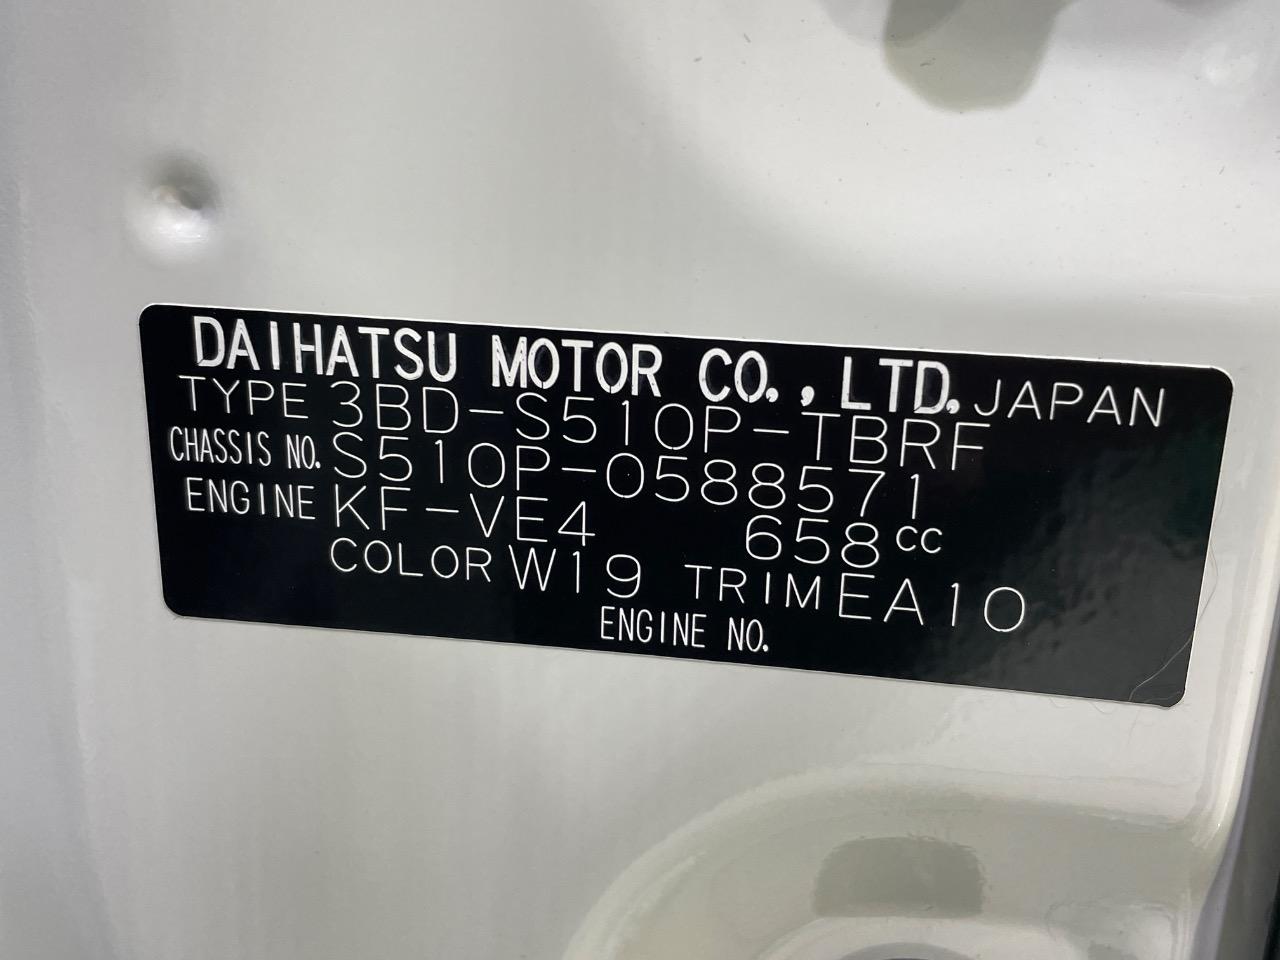 DAIHATSU MOTOR CO., LTD. JAPAN
TYPE 3BD-S510P-TBRF
CHASSIS NO. S510P-0588571
ENGINE KF-VE4 658cc
COLOR W19 TRIM EA10
ENGINE NO.